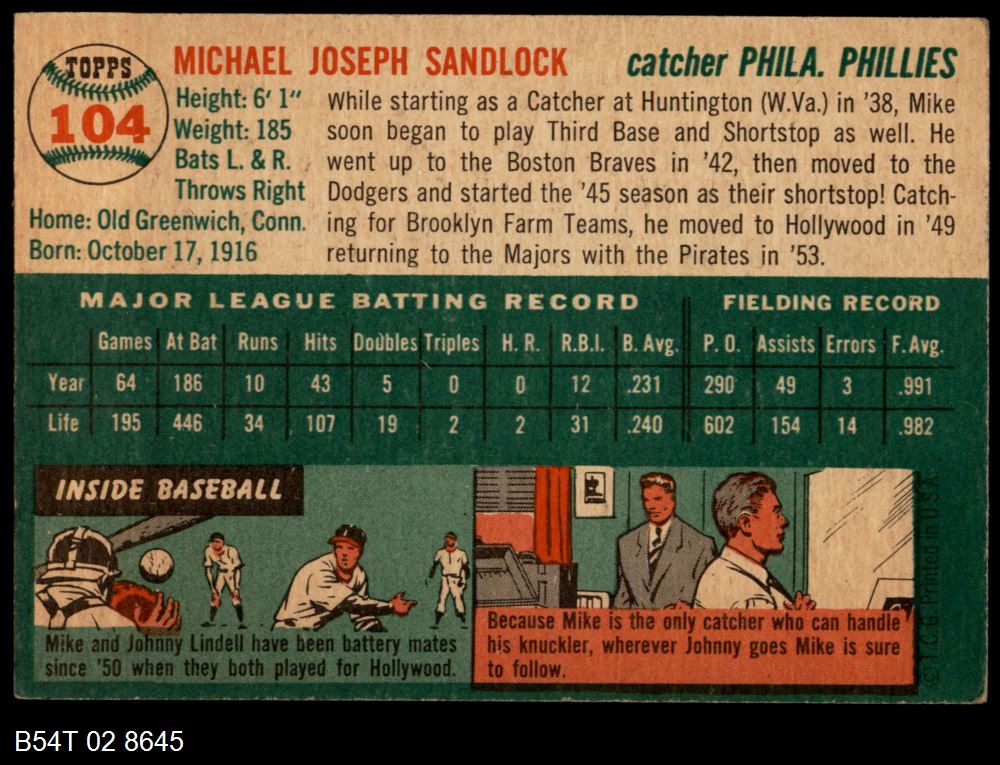 TOPPS
104
MICHAEL JOSEPH SANDLOCK
catcher PHILA. PHILLIES
Height: 6' 1"
Weight: 185
Bats L. & R.
Throws Right
Home: Old Greenwich, Conn.
Born: October 17, 1916
While starting as a Catcher at Huntington (W.Va.) in '38, Mike
soon began to play Third Base and Shortstop as well. He
went up to the Boston Braves in '42, then moved to the
Dodgers and started the '45 season as their shortstop! Catch-
ing for Brooklyn Farm Teams, he moved to Hollywood in '49
returning to the Majors with the Pirates in '53.
MAJOR LEAGUE BATTING RECORD FIELDING RECORD
Games At Bat Runs Hits Doubles Triples H. R. R.B.I. B. Avg. P. O. Assists Errors F. Avg.
Year 64 186 10 43 5 0 0 12 .231 290 49 3 .991
Life 195 446 34 107 19 2 2 31 .240 602 154 14 .982
INSIDE BASEBALL
Mike and Johnny Lindell have been battery mates
since '50 when they both played for Hollywood.
Because Mike is the only catcher who can handle
his knuckler, wherever Johnny goes Mike is sure
to follow.
© T.C.G. Printed in U.S.A.
B54T 02 8645